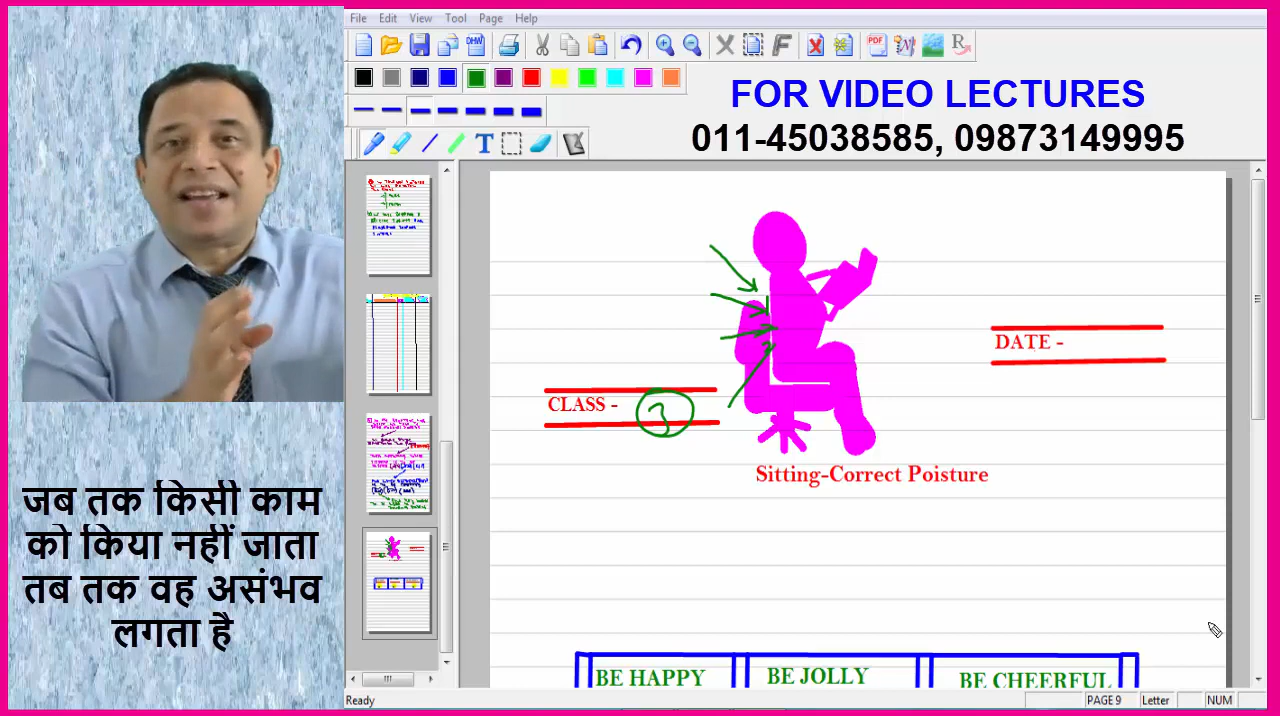 File Edit View Tool Page Help
FOR VIDEO LECTURES
011-45038585, 09873149995
DATE -
CLASS - 3
Sitting-Correct Poisture
जब तक किसी काम
को किया नहीं जाता
तब तक वह असंभव
लगता है
BE HAPPY BE JOLLY BE CHEERFUL
Ready PAGE 9 Letter NUM